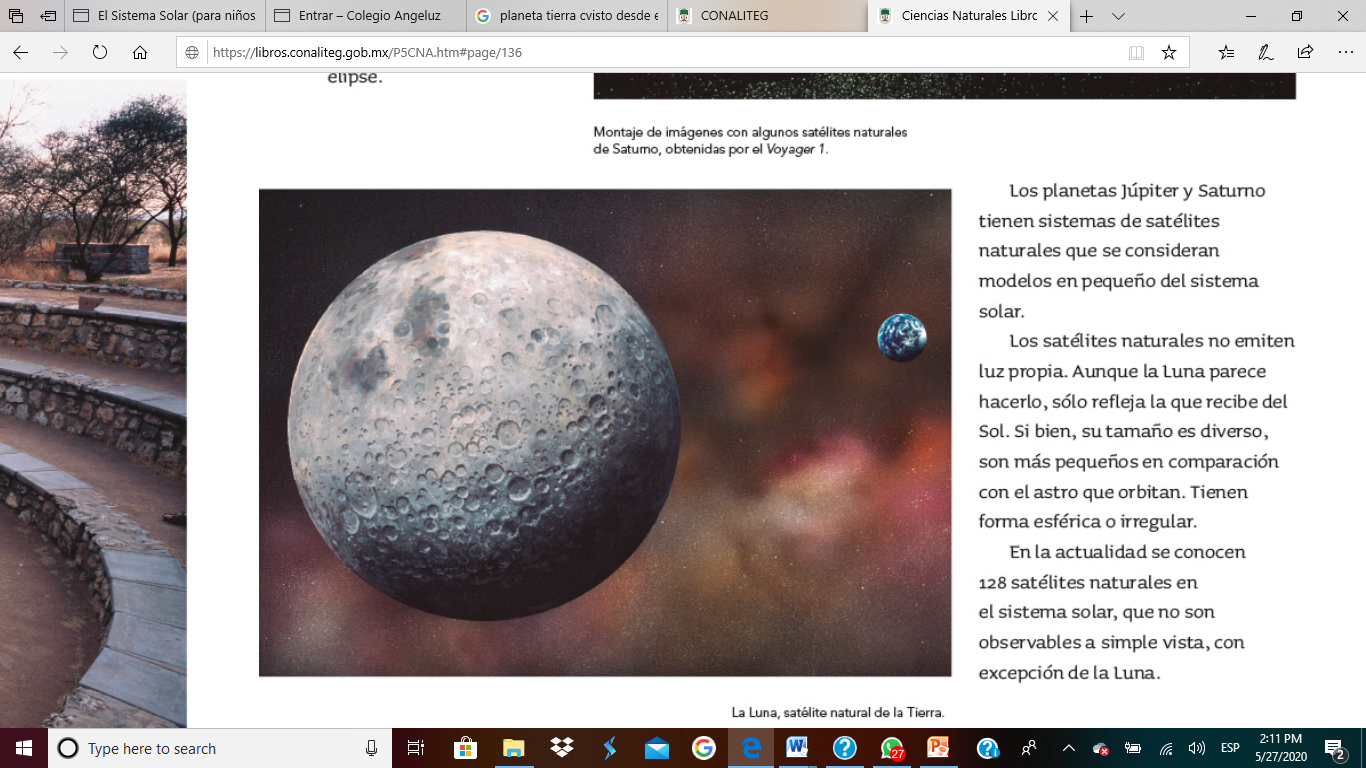 El Sistema Solar (para niños
Entrar – Colegio Angeluz
planeta tierra cvisto desde e
CONALITEG
Ciencias Naturales Libro
https://libros.conaliteg.gob.mx/P5CNA.htm#page/136
elipse.
Montaje de imágenes con algunos satélites naturales
de Saturno, obtenidas por el Voyager 1.
Los planetas Júpiter y Saturno
tienen sistemas de satélites
naturales que se consideran
modelos en pequeño del sistema
solar.
Los satélites naturales no emiten
luz propia. Aunque la Luna parece
hacerlo, sólo refleja la que recibe del
Sol. Si bien, su tamaño es diverso,
son más pequeños en comparación
con el astro que orbitan. Tienen
forma esférica o irregular.
En la actualidad se conocen
128 satélites naturales en
el sistema solar, que no son
observables a simple vista, con
excepción de la Luna.
La Luna, satélite natural de la Tierra.
Type here to search
27
ESP
2:11 PM
5/27/2020
2